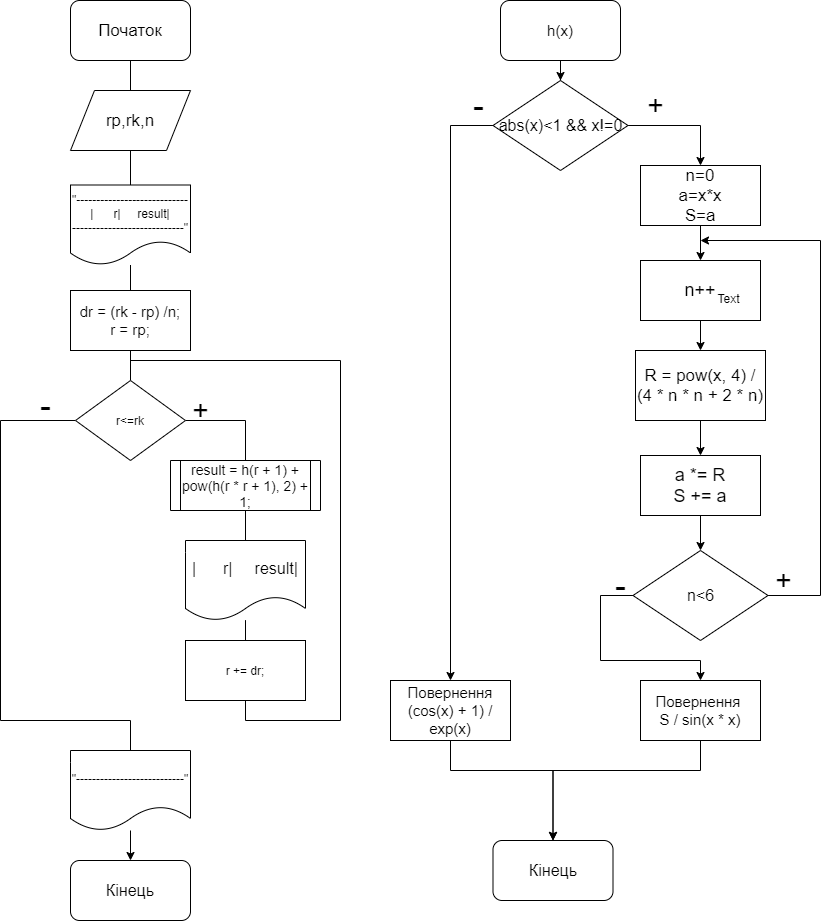 Початок
rp,rk,n
"----------------------------
|     r|     result|
----------------------------"
dr = (rk - rp) /n;
r = rp;
-
r<=rk
+
result = h(r + 1) +
pow(h(r * r + 1), 2) +
1;
|     r|     result|
r += dr;
"---------------------------"
Кінець
h(x)
-
abs(x)<1 && x!=0
+
n=0
a=x*x
S=a
n++
Text
R = pow(x, 4) /
(4 * n * n + 2 * n)
a *= R
S += a
-
n<6
+
Повернення
(cos(x) + 1) /
exp(x)
Повернення
S / sin(x * x)
Кінець